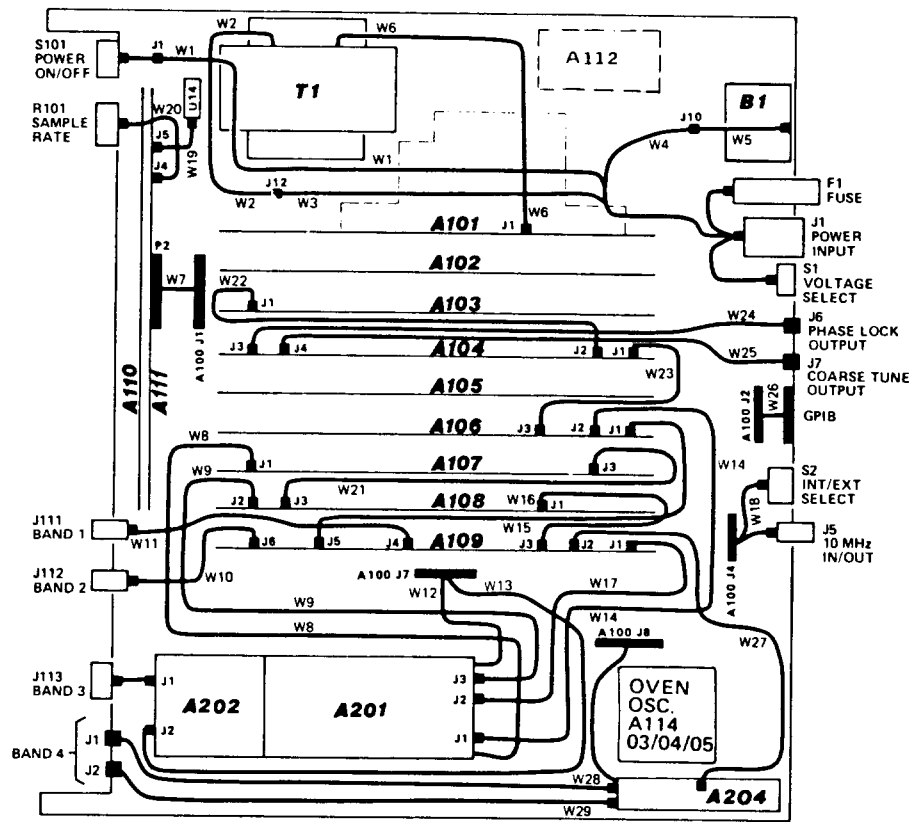 S101
POWER
ON/OFF
J1
W1
W2
W6
T1
A112
B1
J10
W4
W5
R101
SAMPLE
RATE
W20
U14
J5
W19
J4
W1
J12
W2
W3
W6
J1
F1
FUSE
J1
POWER
INPUT
S1
VOLTAGE
SELECT
A101
P2
W7
A100 J1
A102
W22
J1
A103
W24
J6
PHASE LOCK
OUTPUT
J3
J4
A104
J2
J1
W25
J7
COARSE TUNE
OUTPUT
W23
A110
A111
A105
A100 J2
W26
GPIB
A106
J3
J2
J1
W8
J1
A107
J3
W14
W9
W21
J2
J3
A108
W16
J1
S2
INT/EXT
SELECT
W18
J111
BAND 1
W11
W15
J5
10 MHz
IN/OUT
J6
J5
J4
A109
J3
J2
J1
A100 J4
J112
BAND 2
W10
A100 J7
W12
W13
W17
W9
W14
W8
A100 J8
W27
J113
BAND 3
J1
A202
A201
J3
J2
J1
J2
OVEN
OSC.
A114
03/04/05
BAND 4
J1
J2
W28
W29
A204